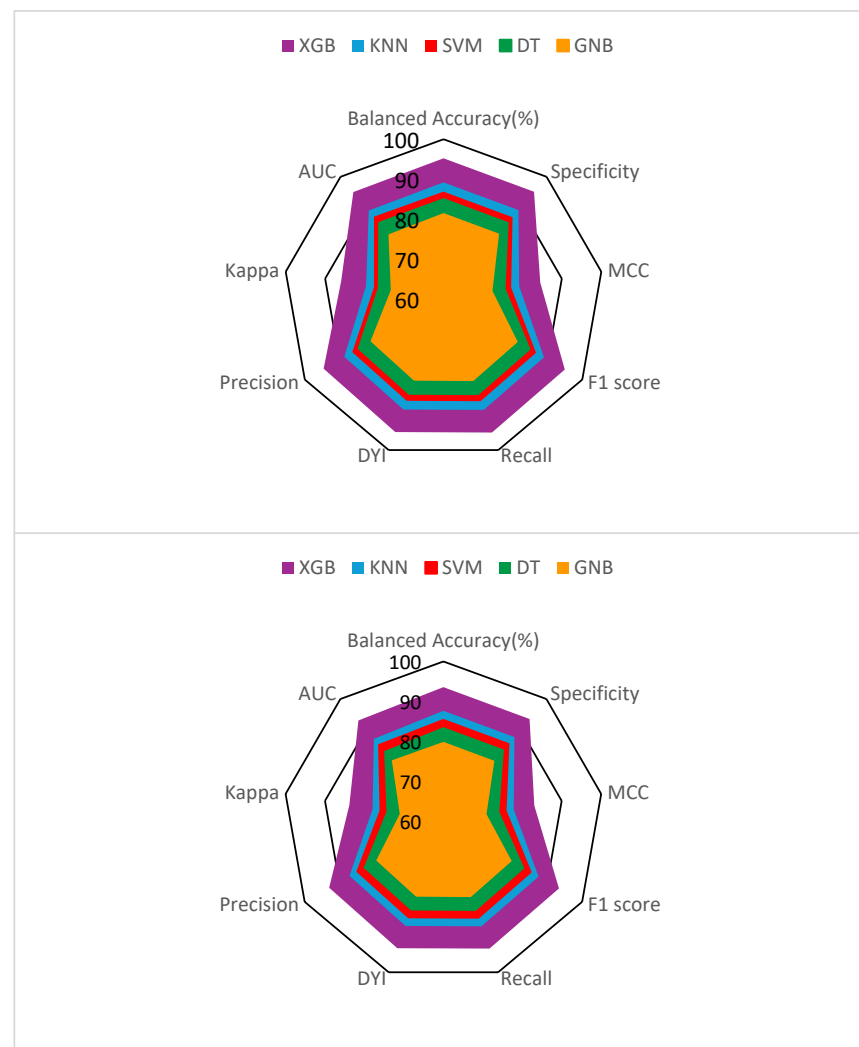 XGB KNN SVM DT GNB
Balanced Accuracy(%)
100
AUC
Specificity
90
80
70
Kappa
MCC
60
Precision
F1 score
DYI
Recall
XGB KNN SVM DT GNB
Balanced Accuracy(%)
100
AUC
Specificity
90
80
70
Kappa
MCC
60
Precision
F1 score
DYI
Recall